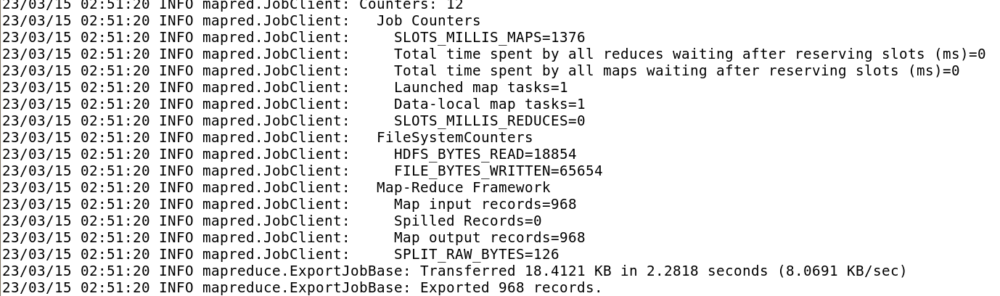 23/03/15 02:51:20 INFO mapred.JobClient: Counters: 12
23/03/15 02:51:20 INFO mapred.JobClient:   Job Counters
23/03/15 02:51:20 INFO mapred.JobClient:     SLOTS_MILLIS_MAPS=1376
23/03/15 02:51:20 INFO mapred.JobClient:     Total time spent by all reduces waiting after reserving slots (ms)=0
23/03/15 02:51:20 INFO mapred.JobClient:     Total time spent by all maps waiting after reserving slots (ms)=0
23/03/15 02:51:20 INFO mapred.JobClient:     Launched map tasks=1
23/03/15 02:51:20 INFO mapred.JobClient:     Data-local map tasks=1
23/03/15 02:51:20 INFO mapred.JobClient:     SLOTS_MILLIS_REDUCES=0
23/03/15 02:51:20 INFO mapred.JobClient:   FileSystemCounters
23/03/15 02:51:20 INFO mapred.JobClient:     HDFS_BYTES_READ=18854
23/03/15 02:51:20 INFO mapred.JobClient:     FILE_BYTES_WRITTEN=65654
23/03/15 02:51:20 INFO mapred.JobClient:   Map-Reduce Framework
23/03/15 02:51:20 INFO mapred.JobClient:     Map input records=968
23/03/15 02:51:20 INFO mapred.JobClient:     Spilled Records=0
23/03/15 02:51:20 INFO mapred.JobClient:     Map output records=968
23/03/15 02:51:20 INFO mapred.JobClient:     SPLIT_RAW_BYTES=126
23/03/15 02:51:20 INFO mapreduce.ExportJobBase: Transferred 18.4121 KB in 2.2818 seconds (8.0691 KB/sec)
23/03/15 02:51:20 INFO mapreduce.ExportJobBase: Exported 968 records.